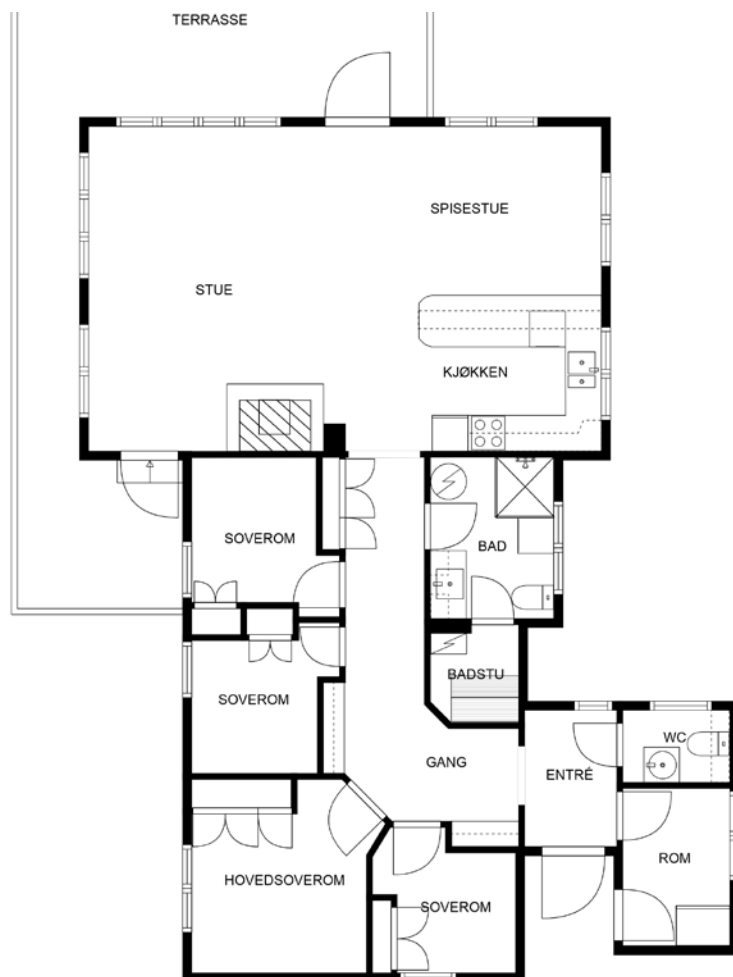 TERRASSE
SPISESTUE
STUE
KJØKKEN
SOVEROM
BAD
BADSTU
SOVEROM
WC
GANG
ENTRÉ
ROM
HOVEDSOVEROM
SOVEROM